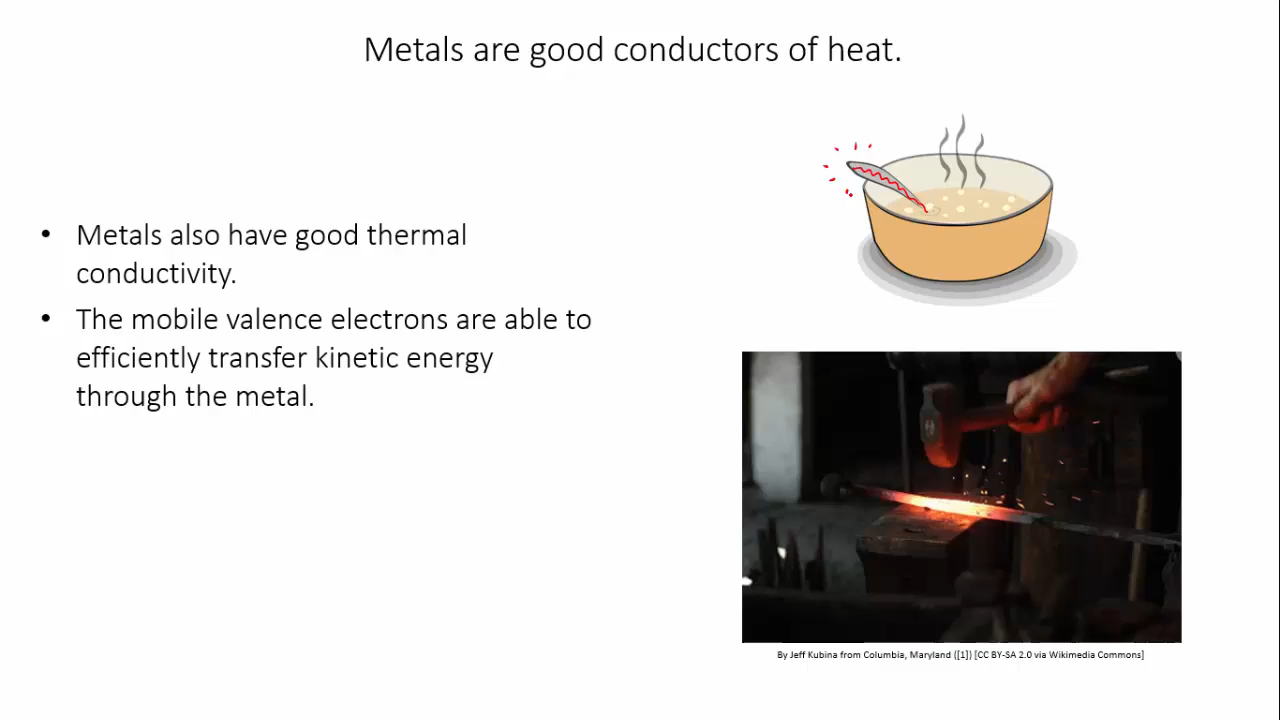 Metals are good conductors of heat.
• Metals also have good thermal
conductivity.
• The mobile valence electrons are able to
efficiently transfer kinetic energy
through the metal.
By Jeff Kubina from Columbia, Maryland ([1]) [CC BY-SA 2.0 via Wikimedia Commons]